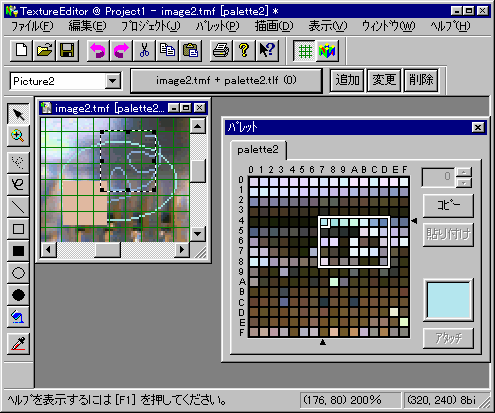 TextureEditor @ Project1 - image2.tmf [palette2] *
ファイル(F) 編集(E) プロジェクト(J) パレット(P) 描画(D) 表示(V) ウィンドウ(W) ヘルプ(H)
Picture2
image2.tmf + palette2.tlf (0)
追加 変更 削除
image2.tmf [palette2...
パレット
palette2
0 1 2 3 4 5 6 7 8 9 A B C D E F
0
1
2
3
4
5
6
7
8
9
A
B
C
D
E
F
0
コピー
貼り付け
アタッチ
ヘルプを表示するには [F1] を押してください。
(176, 80) 200%
(320, 240) 8bi